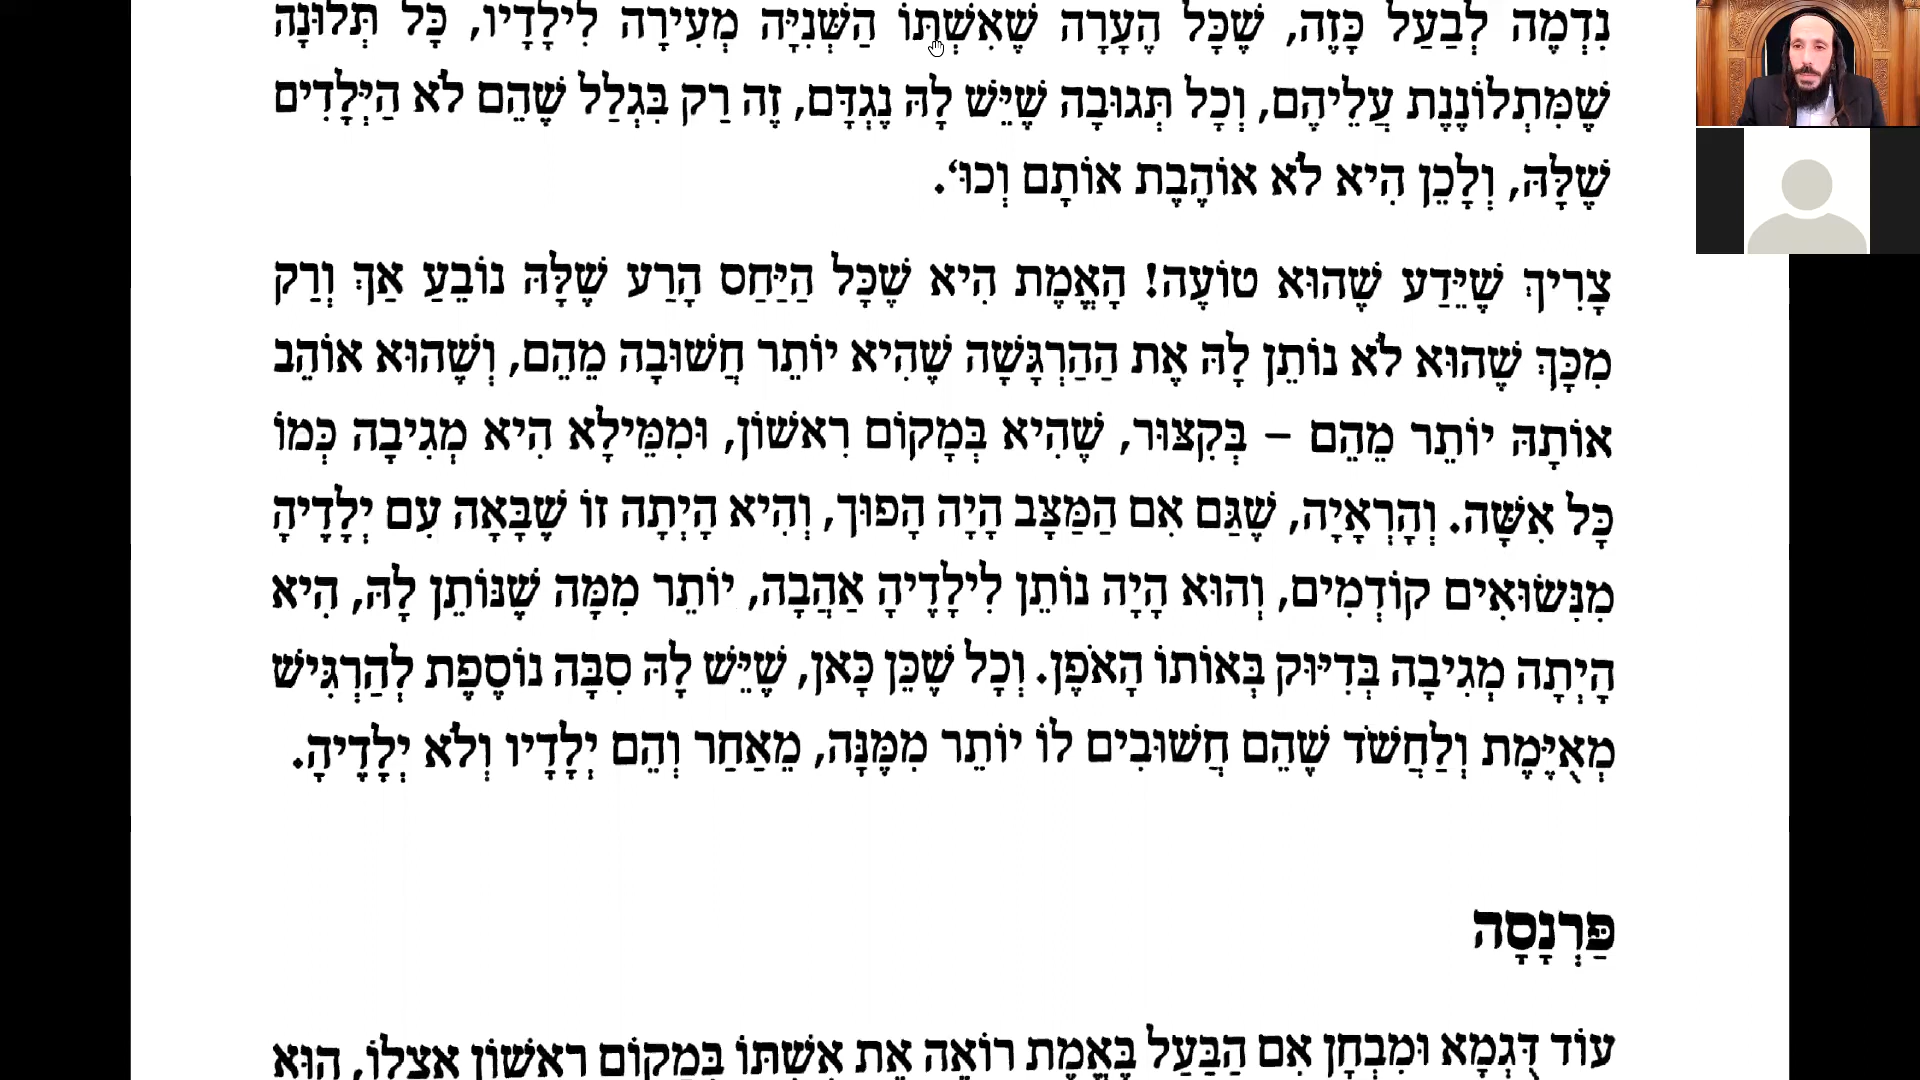 נִדְמֶה לְבַעַל כָּזֶה, שֶׁכָּל הֶעָרָה שֶׁאִשְׁתּוֹ הַשְּׁנִיָּה מְעִירָה לִילָדָיו, כָּל תְּלוּנָה
שֶׁמִּתְלוֹנֶנֶת עֲלֵיהֶם, וְכָל תְּגוּבָה שֶׁיֵּשׁ לָהּ נֶגְדָּם, זֶה רַק בִּגְלַל שֶׁהֵם לֹא הַיְּלָדִים
שֶׁלָּהּ, וְלָכֵן הִיא לֹא אוֹהֶבֶת אוֹתָם וְכוּ'.
צָרִיךְ שֶׁיֵּדַע שֶׁהוּא טוֹעֶה! הָאֱמֶת הִיא שֶׁכָּל הַיַּחַס הָרַע שֶׁלָּהּ נוֹבֵעַ אַךְ וְרַק
מִכָּךְ שֶׁהוּא לֹא נוֹתֵן לָהּ אֶת הַהַרְגָּשָׁה שֶׁהִיא יוֹתֵר חֲשׁוּבָה מֵהֵם, וְשֶׁהוּא אוֹהֵב
אוֹתָהּ יוֹתֵר מֵהֵם – בְּקִצּוּר, שֶׁהִיא בְּמָקוֹם רִאשׁוֹן, וּמִמֵּילָא הִיא מְגִיבָה כְּמוֹ
כָּל אִשָּׁה. וְהָרְאָיָה, שֶׁגַּם אִם הַמַּצָּב הָיָה הָפוּךְ, וְהִיא הָיְתָה זוֹ שֶׁבָּאָה עִם יְלָדֶיהָ
מִנִּשּׂוּאִים קוֹדְמִים, וְהוּא הָיָה נוֹתֵן לִילָדֶיהָ אַהֲבָה, יוֹתֵר מִמָּה שֶׁנּוֹתֵן לָהּ, הִיא
הָיְתָה מְגִיבָה בְּדִיּוּק בְּאוֹתוֹ הָאֹפֶן. וְכָל שֶׁכֵּן כָּאן, שֶׁיֵּשׁ לָהּ סִבָּה נוֹסֶפֶת לְהַרְגִּישׁ
מְאֻיֶּמֶת וְלַחֲשֹׁד שֶׁהֵם חֲשׁוּבִים לוֹ יוֹתֵר מִמֶּנָּה, מֵאַחַר וְהֵם יְלָדָיו וְלֹא יְלָדֶיהָ.
פַּרְנָסָה
עוֹד דֻּגְמָא וּמִבְחָן אִם הַבַּעַל בֶּאֱמֶת רוֹאֶה אֶת אִשְׁתּוֹ בְּמָקוֹם רִאשׁוֹן אֶצְלוֹ, הוּא